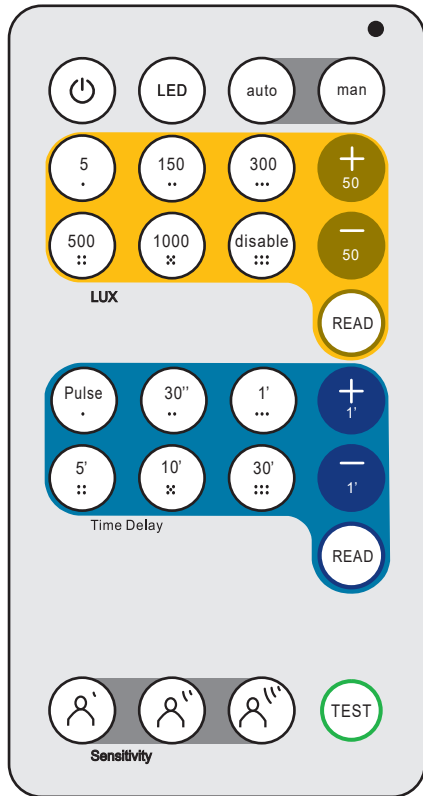 LED
auto
man
5
150
300
+
50
500
1000
disable
−
50
LUX
READ
Pulse
30''
1'
+
1'
5'
10'
30'
−
1'
Time Delay
READ
TEST
Sensitivity